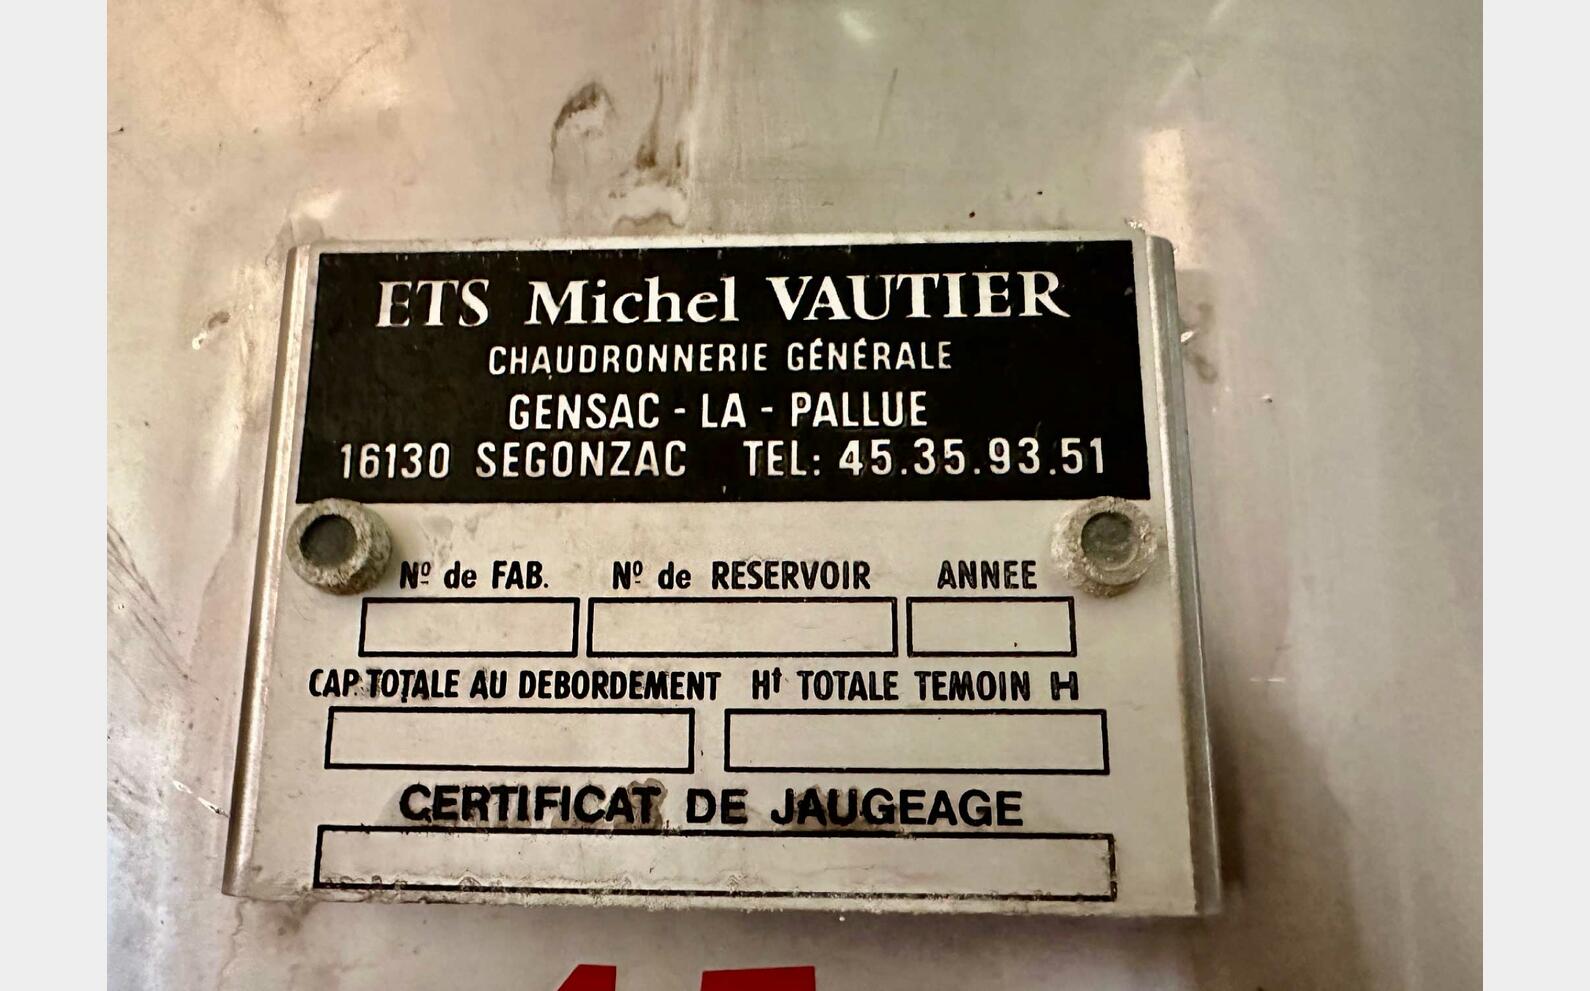 ETS Michel VAUTIER
CHAUDRONNERIE GÉNÉRALE
GENSAC - LA - PALLUE
16130 SEGONZAC TEL: 45.35.93.51
Nº de FAB. Nº de RESERVOIR ANNEE
CAP. TOTALE AU DEBORDEMENT Ht TOTALE TEMOIN H
CERTIFICAT DE JAUGEAGE